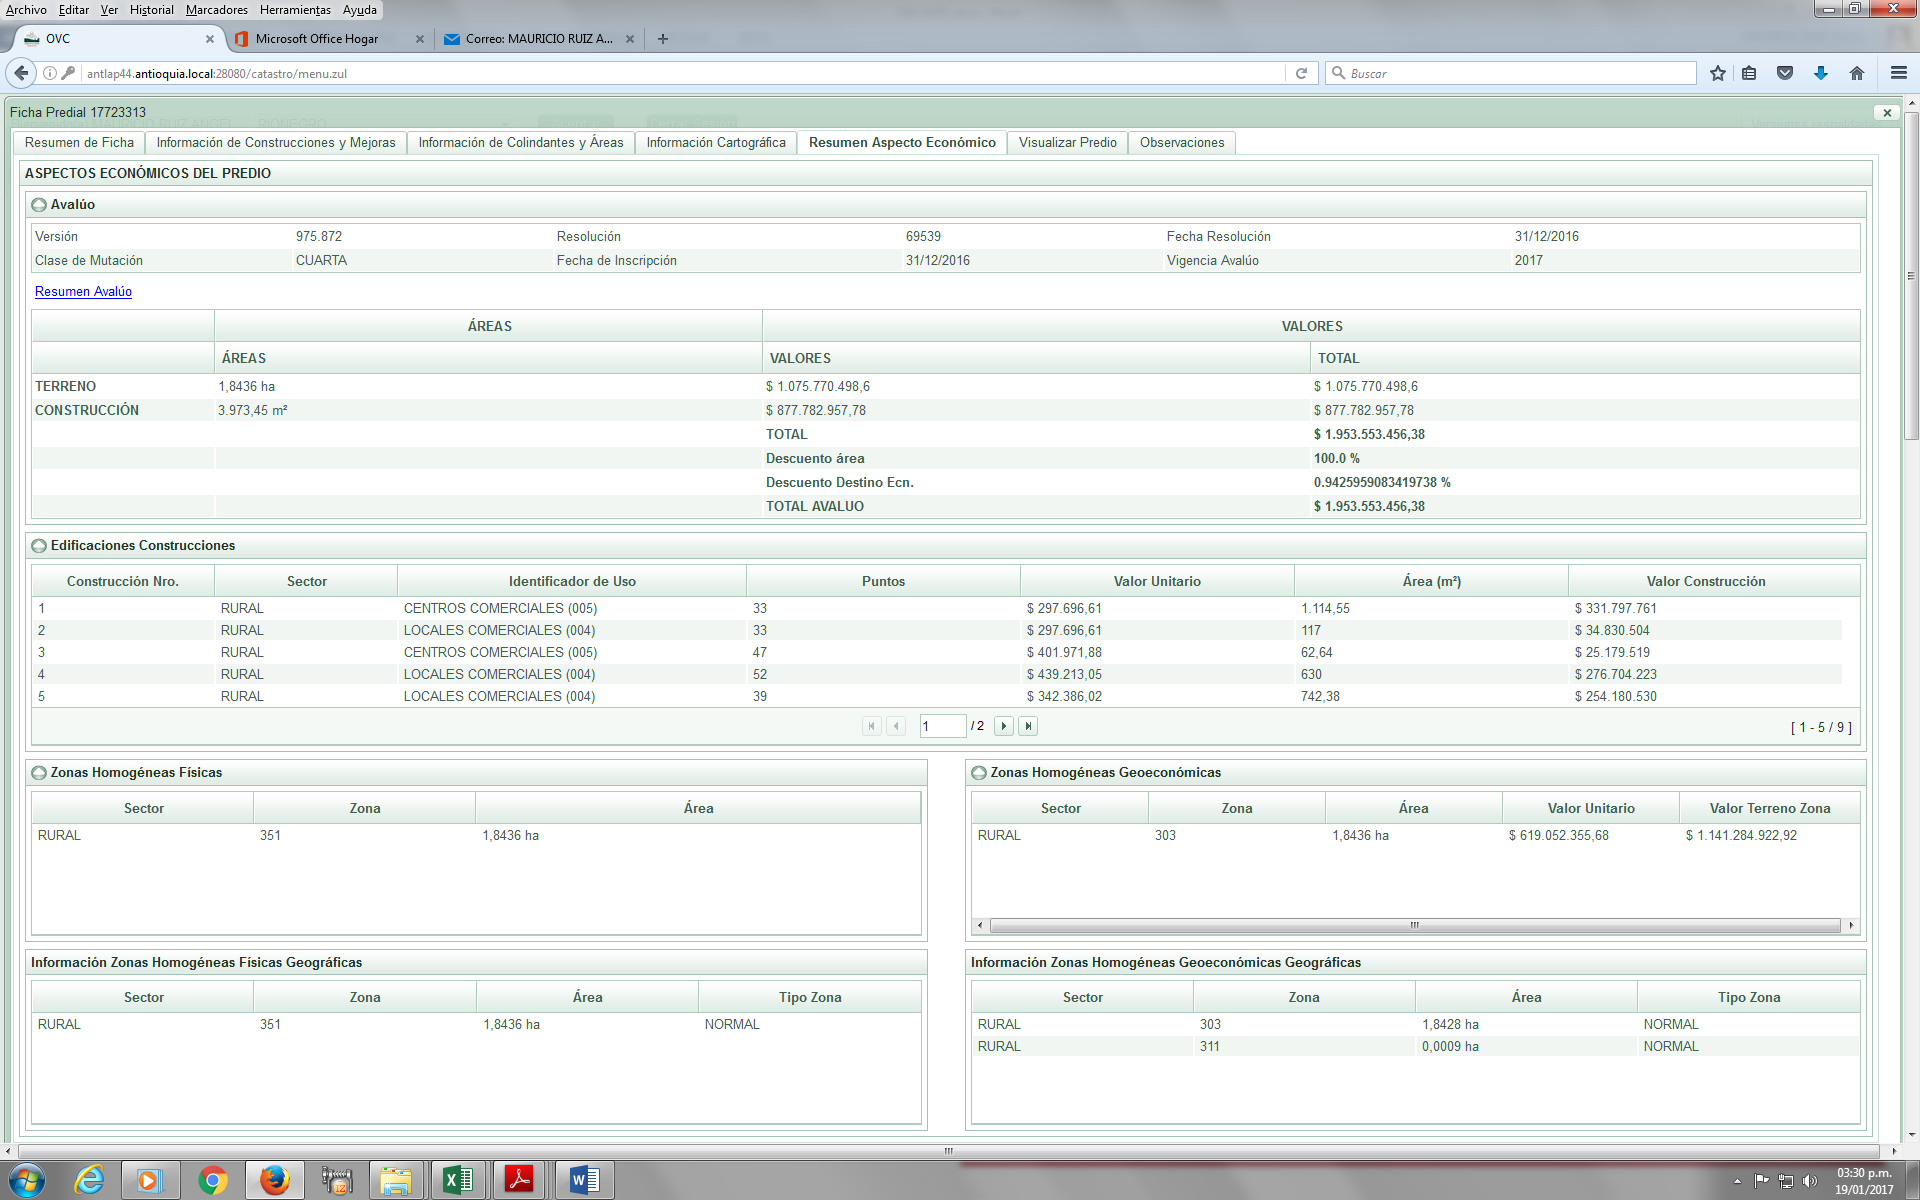 Archivo Editar Ver Historial Marcadores Herramientas Ayuda
OVC Microsoft Office Hogar Correo: MAURICIO RUIZ A...
antlap44.antioquia.local:28080/catastro/menu.zul Buscar
Ficha Predial 17723313
Resumen de Ficha Información de Construcciones y Mejoras Información de Colindantes y Áreas Información Cartográfica Resumen Aspecto Económico Visualizar Predio Observaciones
ASPECTOS ECONÓMICOS DEL PREDIO
Avalúo
Versión 975.872 Resolución 69539 Fecha Resolución 31/12/2016
Clase de Mutación CUARTA Fecha de Inscripción 31/12/2016 Vigencia Avalúo 2017
Resumen Avalúo
ÁREAS VALORES
ÁREAS VALORES TOTAL
TERRENO 1,8436 ha $ 1.075.770.498,6 $ 1.075.770.498,6
CONSTRUCCIÓN 3.973,45 m² $ 877.782.957,78 $ 877.782.957,78
TOTAL $ 1.953.553.456,38
Descuento área 100.0 %
Descuento Destino Ecn. 0.9425959083419738 %
TOTAL AVALUO $ 1.953.553.456,38
Edificaciones Construcciones
Construcción Nro. Sector Identificador de Uso Puntos Valor Unitario Área (m²) Valor Construcción
1 RURAL CENTROS COMERCIALES (005) 33 $ 297.696,61 1.114,55 $ 331.797.761
2 RURAL LOCALES COMERCIALES (004) 33 $ 297.696,61 117 $ 34.830.504
3 RURAL CENTROS COMERCIALES (005) 47 $ 401.971,88 62,64 $ 25.179.519
4 RURAL LOCALES COMERCIALES (004) 52 $ 439.213,05 630 $ 276.704.223
5 RURAL LOCALES COMERCIALES (004) 39 $ 342.386,02 742,38 $ 254.180.530
1 / 2 [ 1 - 5 / 9 ]
Zonas Homogéneas Físicas
Sector Zona Área
RURAL 351 1,8436 ha
Zonas Homogéneas Geoeconómicas
Sector Zona Área Valor Unitario Valor Terreno Zona
RURAL 303 1,8436 ha $ 619.052.355,68 $ 1.141.284.922,92
Información Zonas Homogéneas Físicas Geográficas
Sector Zona Área Tipo Zona
RURAL 351 1,8436 ha NORMAL
Información Zonas Homogéneas Geoeconómicas Geográficas
Sector Zona Área Tipo Zona
RURAL 303 1,8428 ha NORMAL
RURAL 311 0,0009 ha NORMAL
03:30 p.m.
19/01/2017